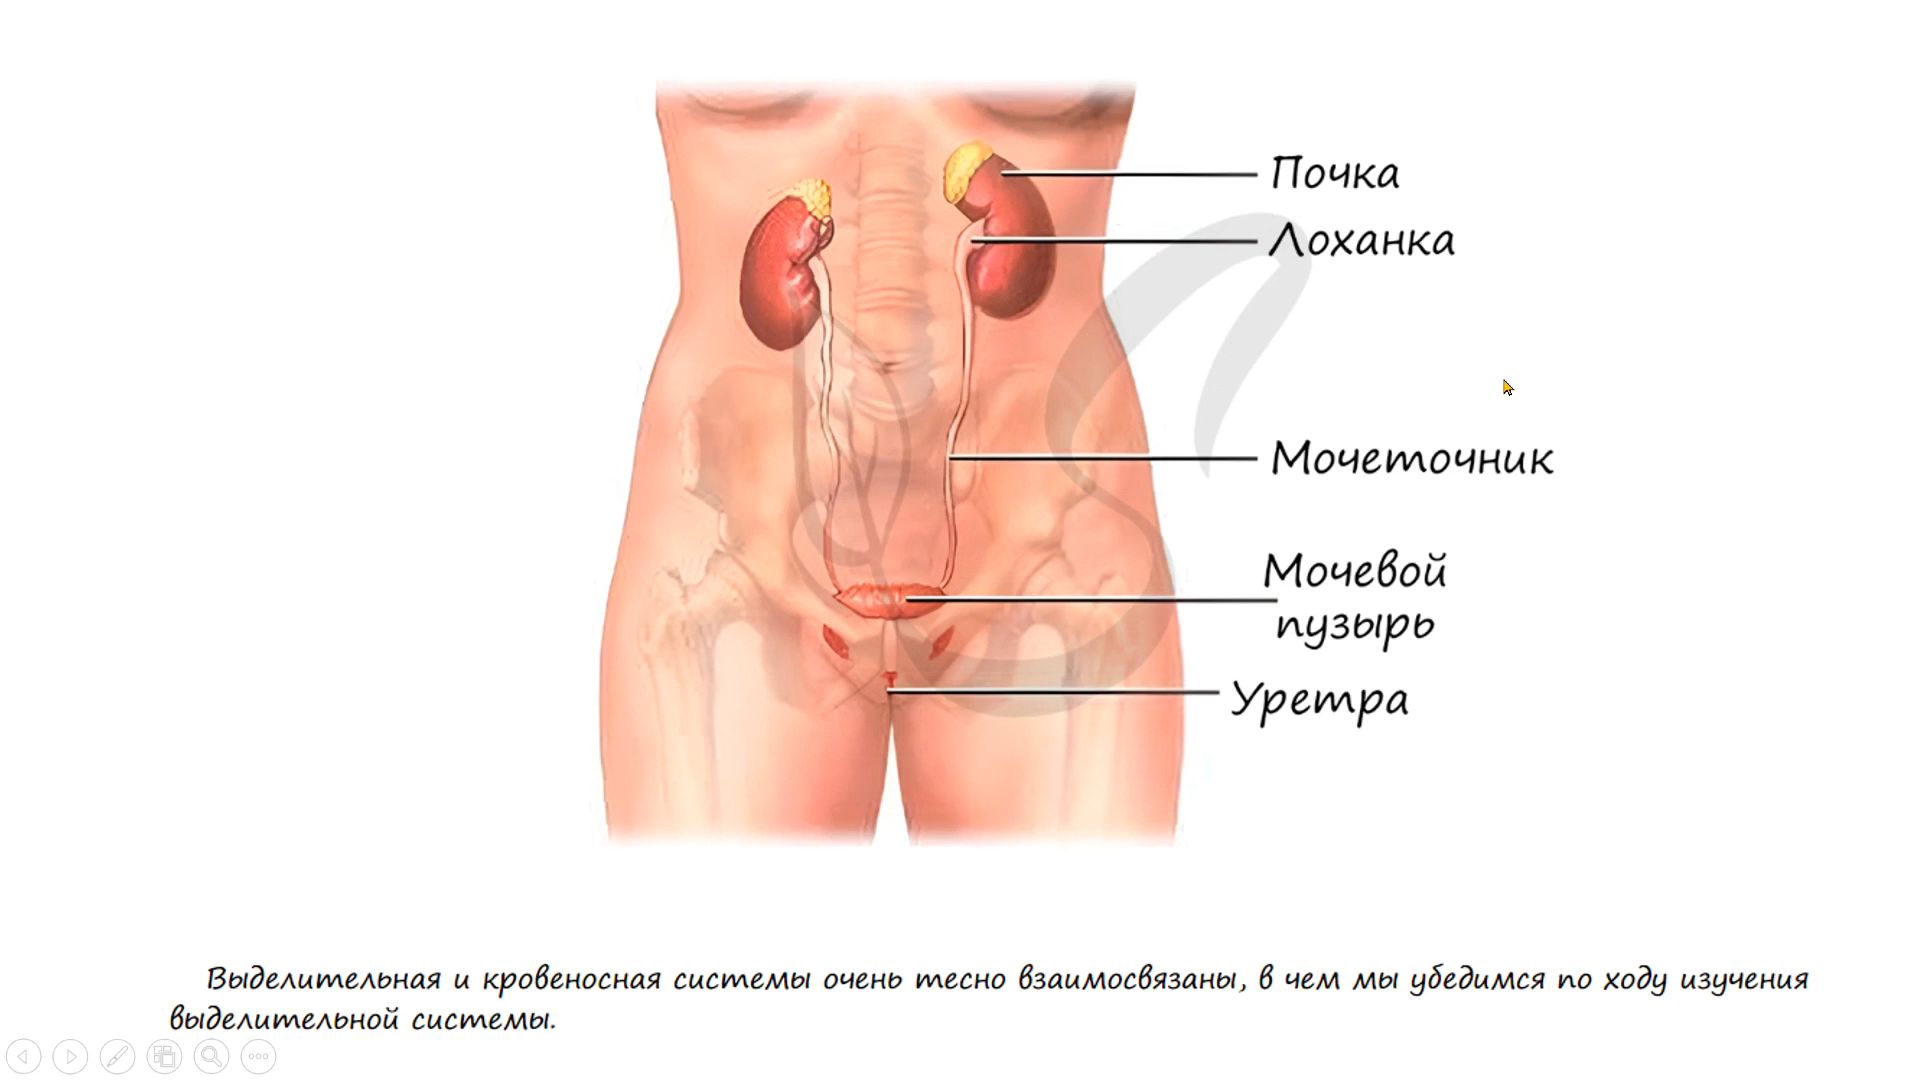 Почка
Лоханка
Мочеточник
Мочевой
пузырь
Уретра
Выделительная и кровеносная системы очень тесно взаимосвязаны, в чем мы убедимся по ходу изучения
выделительной системы.